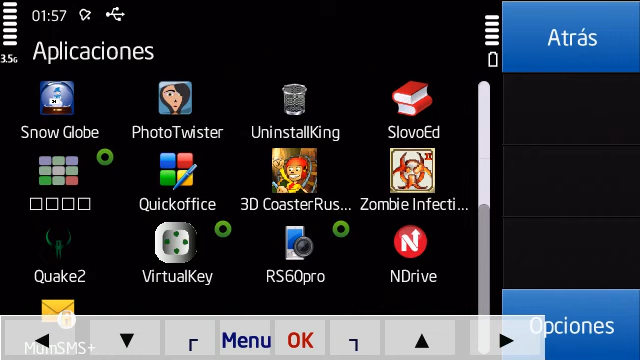 01:57
3.5G
Aplicaciones
Atrás
Snow Globe
PhotoTwister
UninstallKing
SlovoEd
□□□□
Quickoffice
3D CoasterRus...
Zombie Infecti...
Quake2
VirtualKey
RS60pro
NDrive
MumSMS+
◀ ▼ ┌ Menu OK ┐ ▲ ▶
Opciones